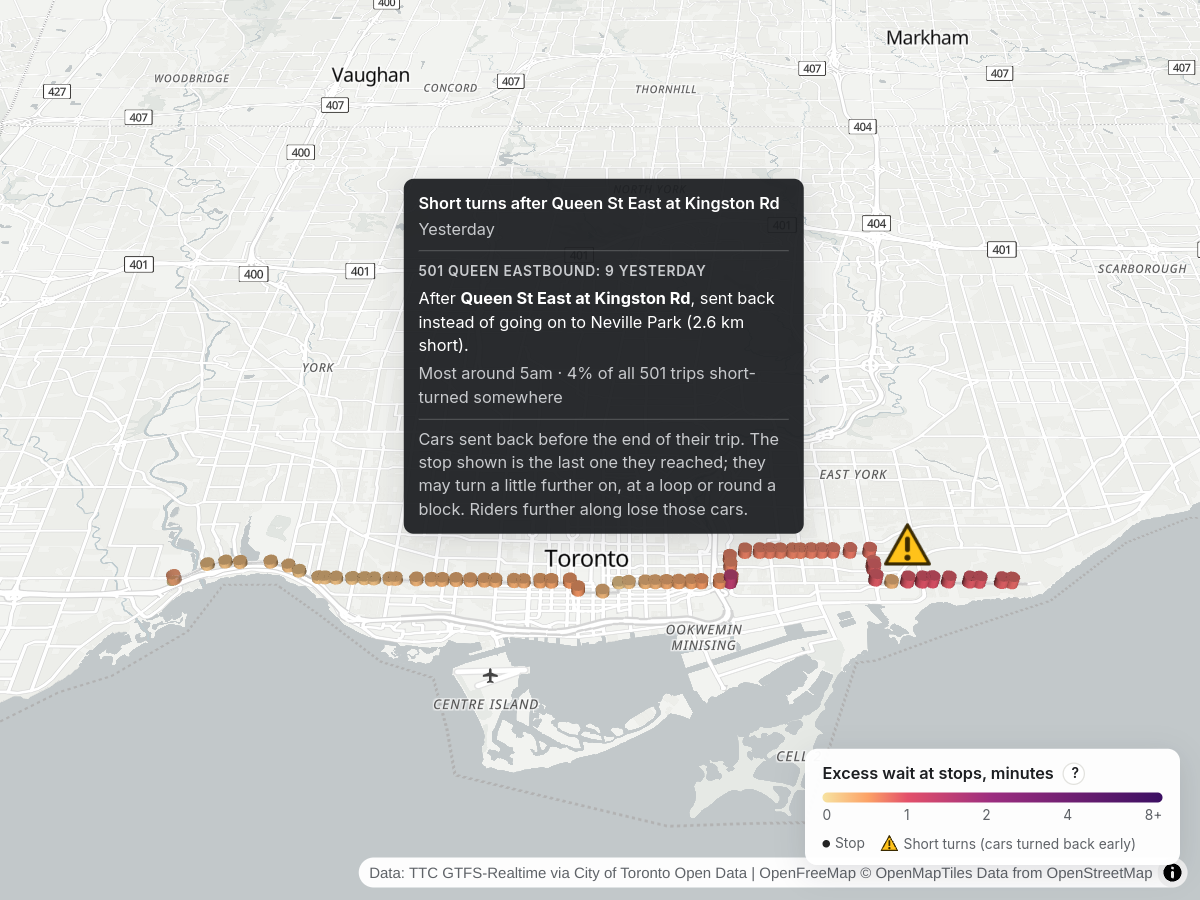 400
Markham
Vaughan
407
407
407
407
WOODBRIDGE
CONCORD
THORNHILL
427
407
407
404
400
Short turns after Queen St East at Kingston Rd
Yesterday
404
401
401
400
401
401
SCARBOROUGH
501 QUEEN EASTBOUND: 9 YESTERDAY
After Queen St East at Kingston Rd, sent back
instead of going on to Neville Park (2.6 km
short).
YORK
Most around 5am · 4% of all 501 trips short-
turned somewhere
Cars sent back before the end of their trip. The
stop shown is the last one they reached; they
may turn a little further on, at a loop or round a
block. Riders further along lose those cars.
EAST YORK
Toronto
OOKWEMIN
MINISING
CENTRE ISLAND
CELL
Excess wait at stops, minutes ?
0 1 2 4 8+
Stop Short turns (cars turned back early)
Data: TTC GTFS-Realtime via City of Toronto Open Data | OpenFreeMap © OpenMapTiles Data from OpenStreetMap